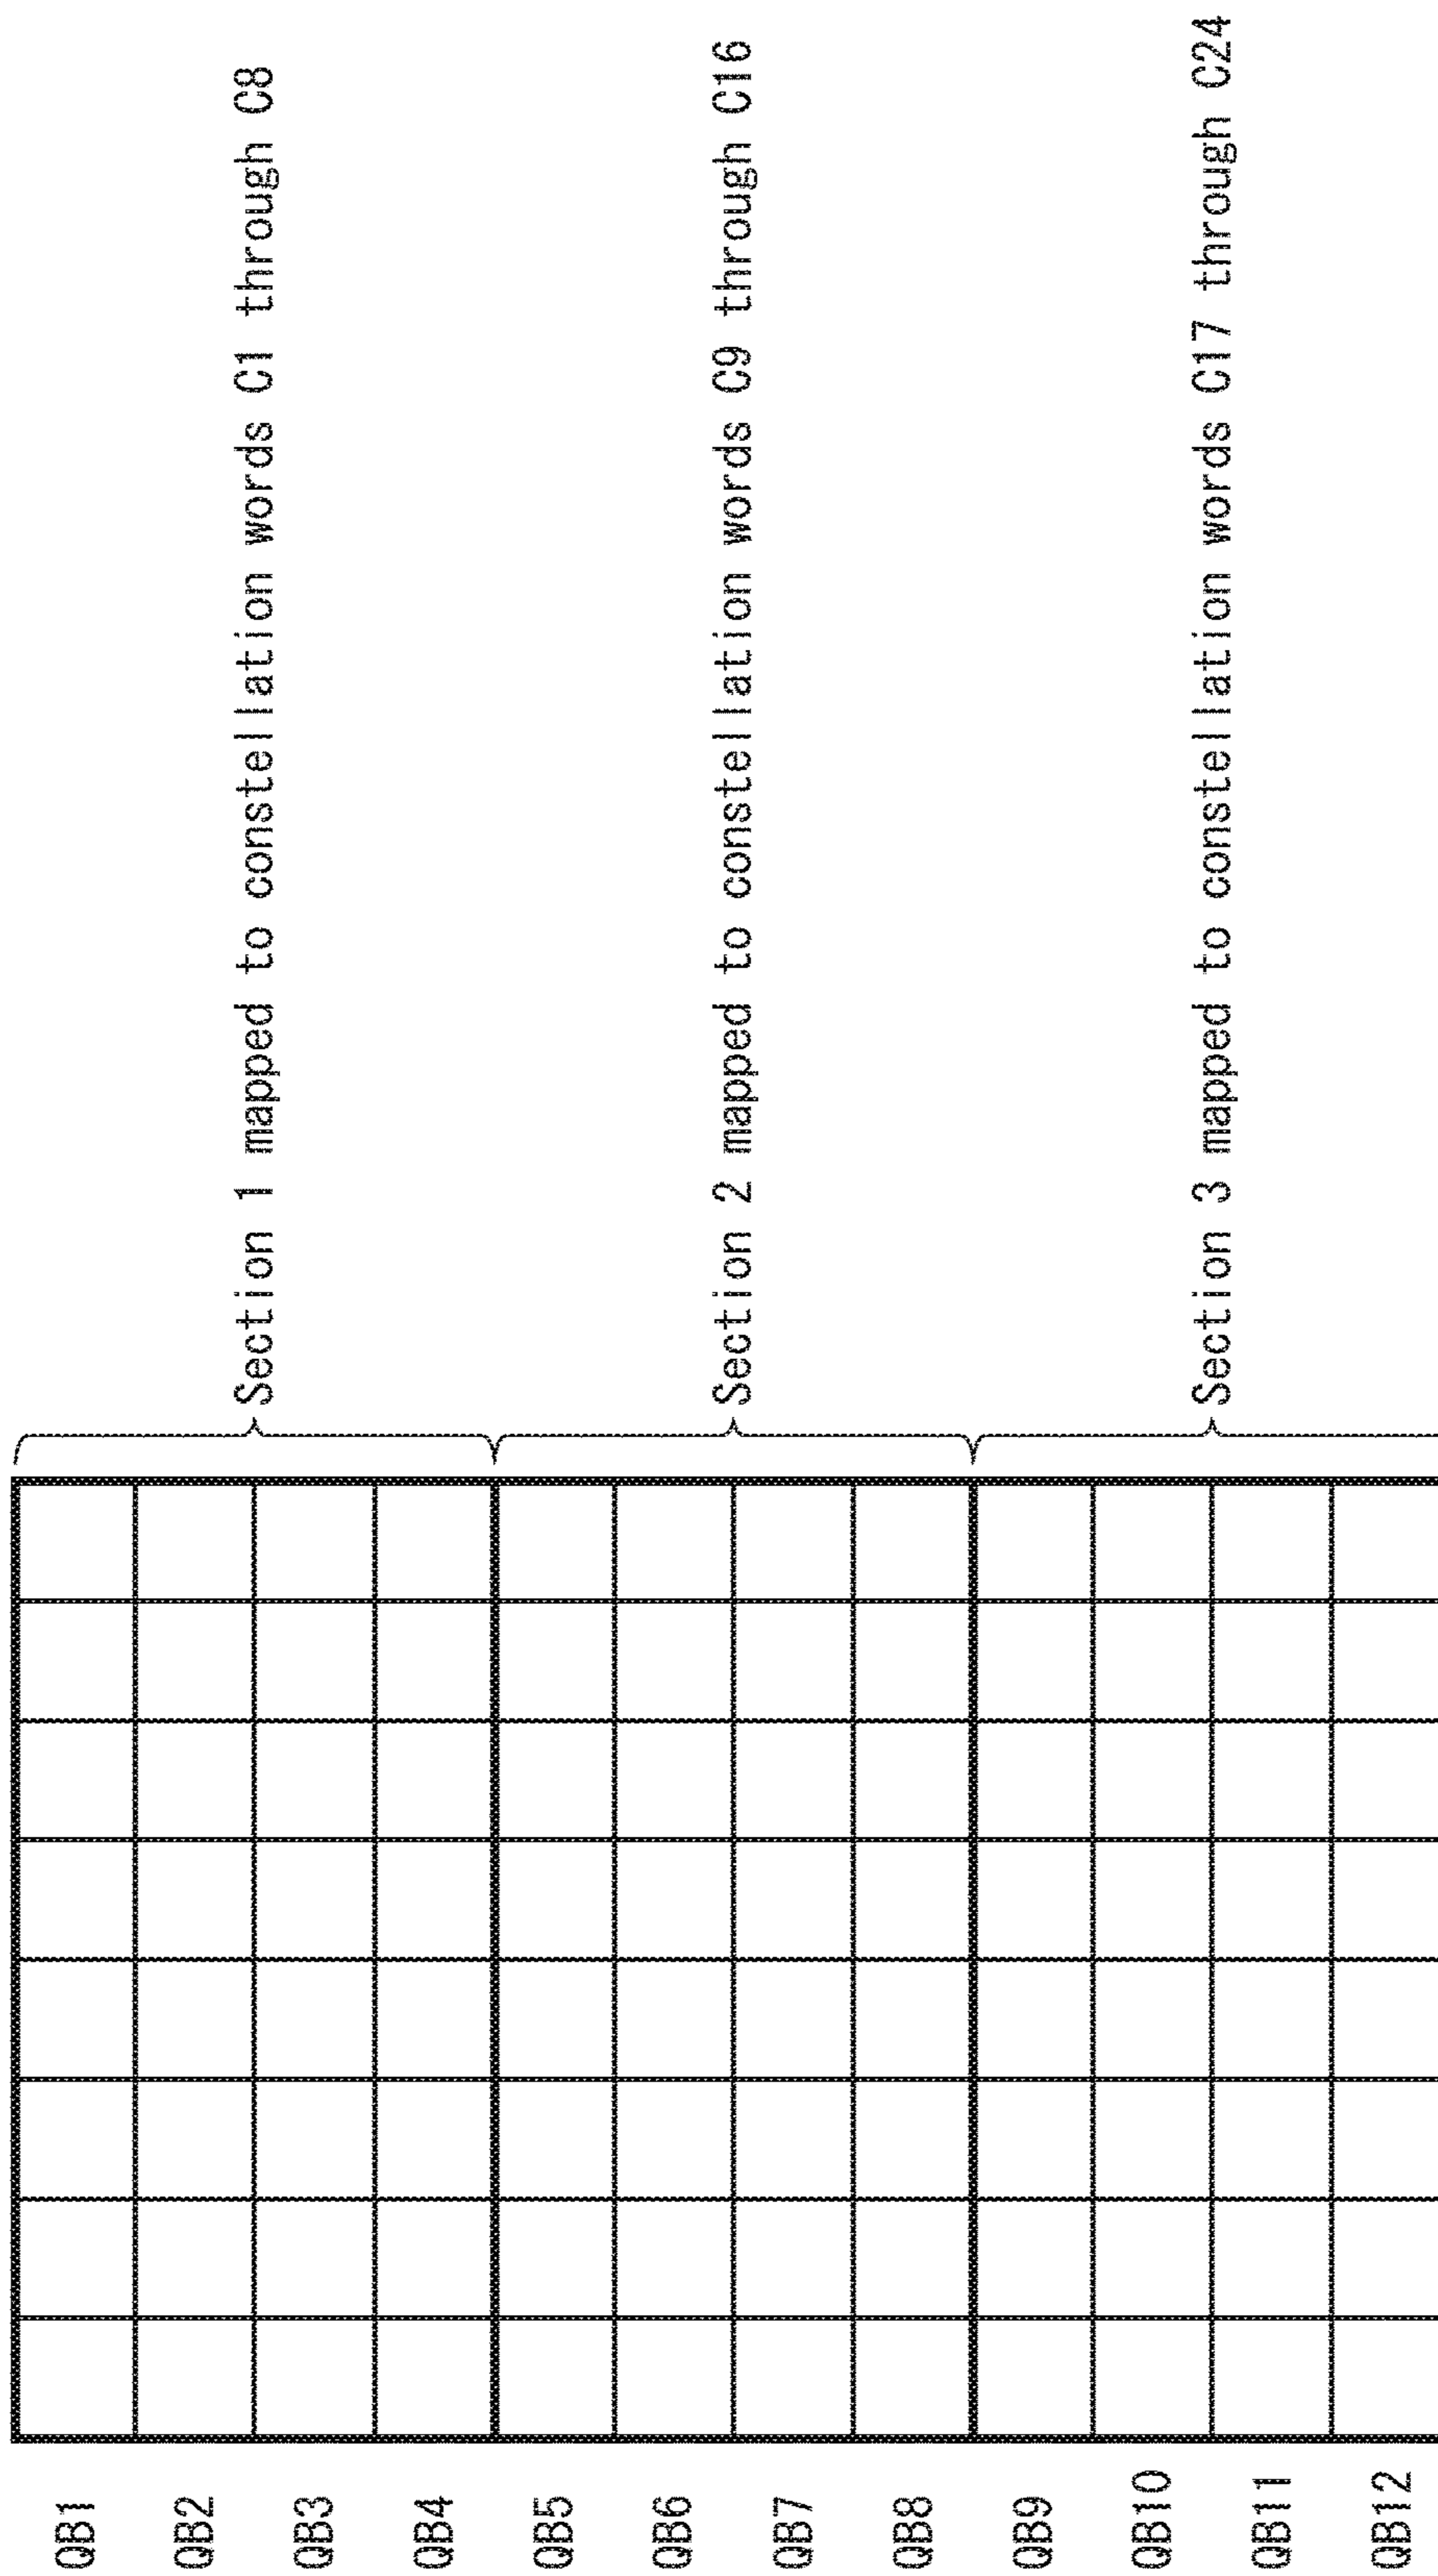 QB1
QB2
QB3
QB4
Section 1 mapped to constellation words C1 through C8
QB5
QB6
QB7
QB8
Section 2 mapped to constellation words C9 through C16
QB9
QB10
QB11
QB12
Section 3 mapped to constellation words C17 through C24